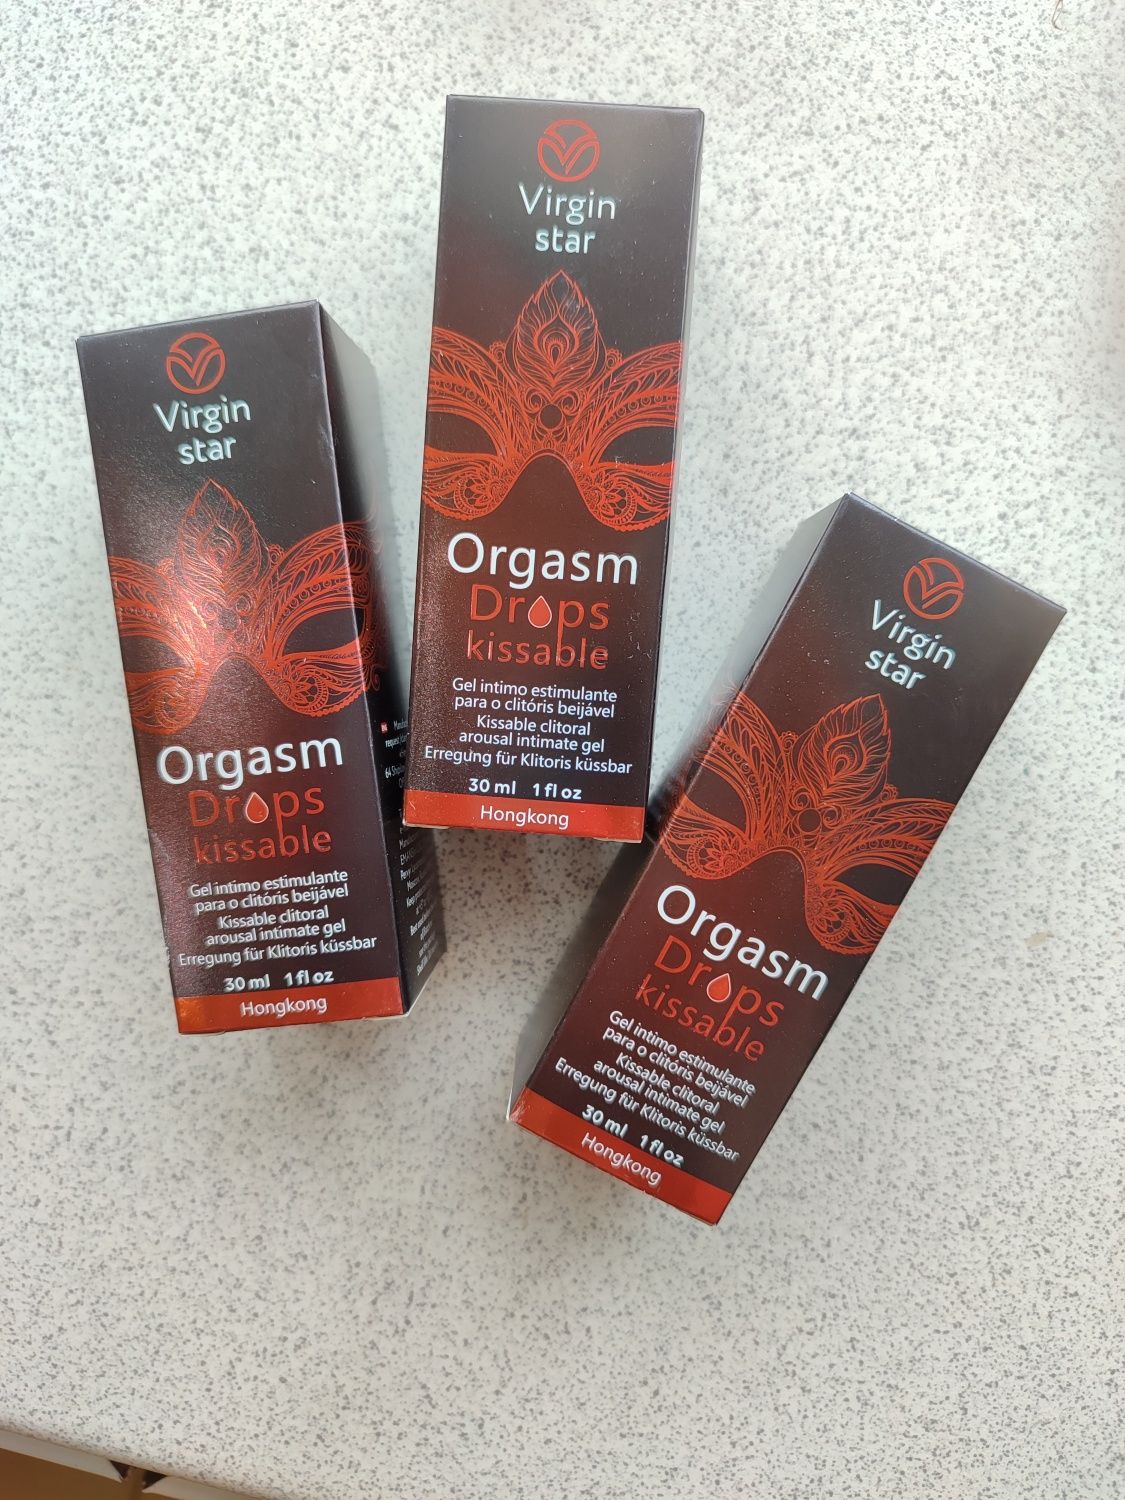 Virgin
star
Orgasm
Drops
kissable
Gel intimo estimulante
para o clitóris beijável
Kissable clitoral
arousal intimate gel
Erregung für Klitoris küssbar
30 ml 1 fl oz
Hongkong
Virgin
star
Orgasm
Drops
kissable
Gel intimo estimulante
para o clitóris beijável
Kissable clitoral
arousal intimate gel
Erregung für Klitoris küssbar
30 ml 1 fl oz
Hongkong
Virgin
star
Orgasm
Drops
kissable
Gel intimo estimulante
para o clitóris beijável
Kissable clitoral
arousal intimate gel
Erregung für Klitoris küssbar
30 ml 1 fl oz
Hongkong